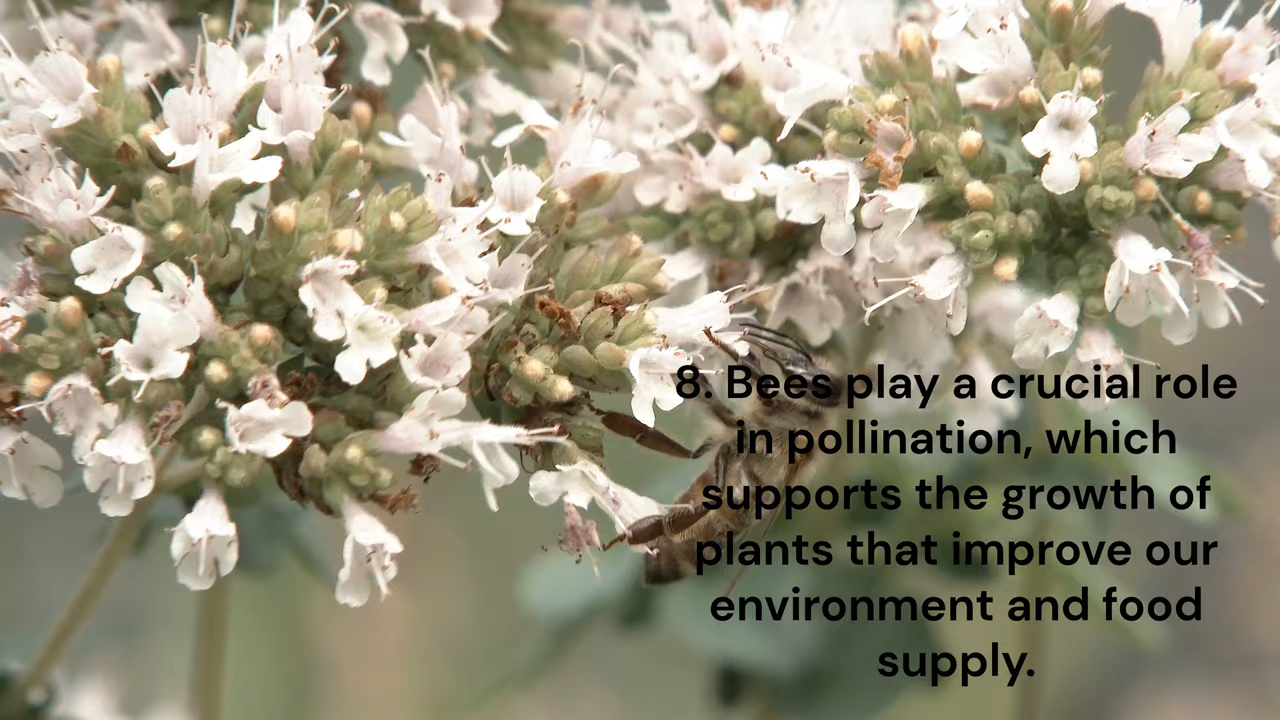 8. Bees play a crucial role
in pollination, which
supports the growth of
plants that improve our
environment and food
supply.